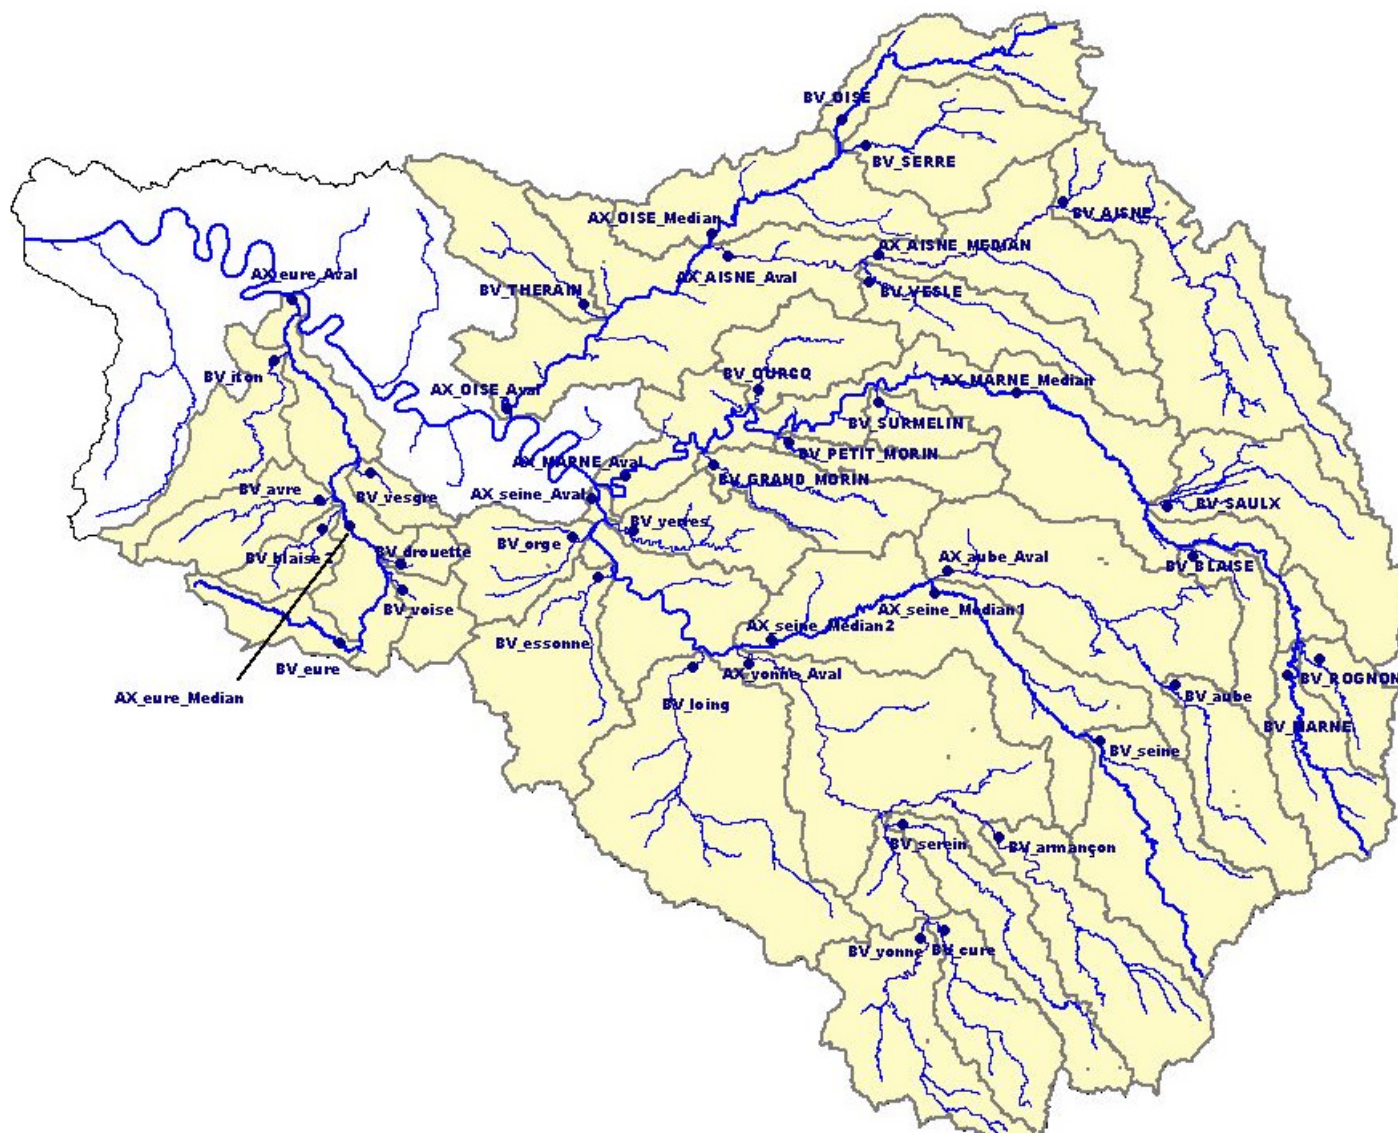 BV_OISE
BV_SERRE
BV_AISNE
AX_OISE_Median
AX_AISNE_MEDIAN
AX_eure_Aval
AX_AISNE_Aval
BV_THERAIN
BV_VESLE
BV_iton
BV_OURCQ
AX_MARNE_Median
AX_OISE_Aval
BV_SURMELIN
BV_PETIT_MORIN
AX_MARNE_Aval
BV_vesgre
BV_GRAND_MORIN
BV_avre
AX_seine_Aval
BV_SAULX
BV_yerres
BV_orge
BV_blaise2
BV_drouette
AX_aube_Aval
BV_BLAISE
BV_voise
AX_seine_Median1
AX_seine_Median2
BV_essonne
BV_eure
AX_yonne_Aval
BV_ROGNON
AX_eure_Median
BV_loing
BV_aube
BV_MARNE
BV_seine
BV_serein
BV_armançon
BV_yonne
BV_cure